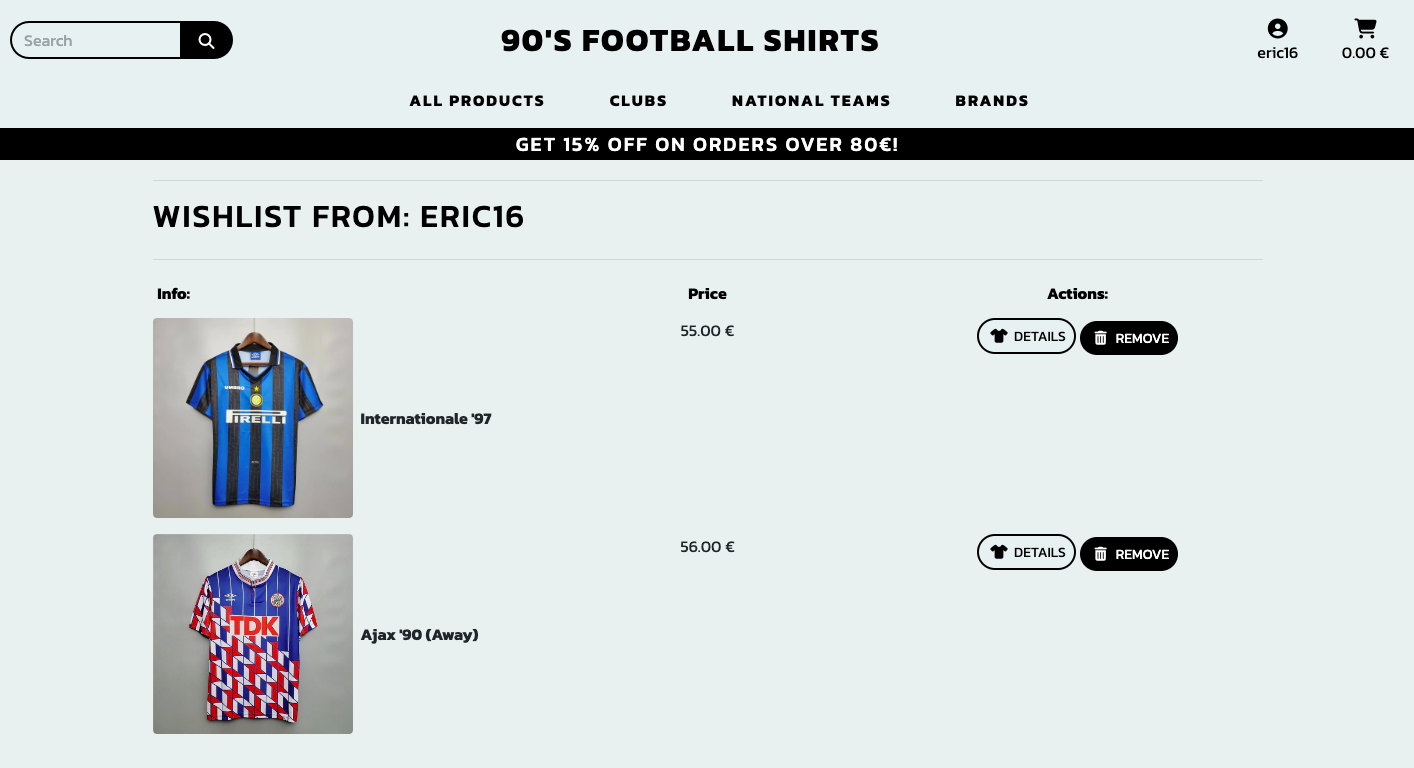 Search
90'S FOOTBALL SHIRTS
eric16
0.00 €
ALL PRODUCTS CLUBS NATIONAL TEAMS BRANDS
GET 15% OFF ON ORDERS OVER 80€!
WISHLIST FROM: ERIC16
Info: Price Actions:
55.00 € DETAILS REMOVE
UMBRO
PIRELLI
Internationale '97
56.00 € DETAILS REMOVE
TDK
Ajax '90 (Away)